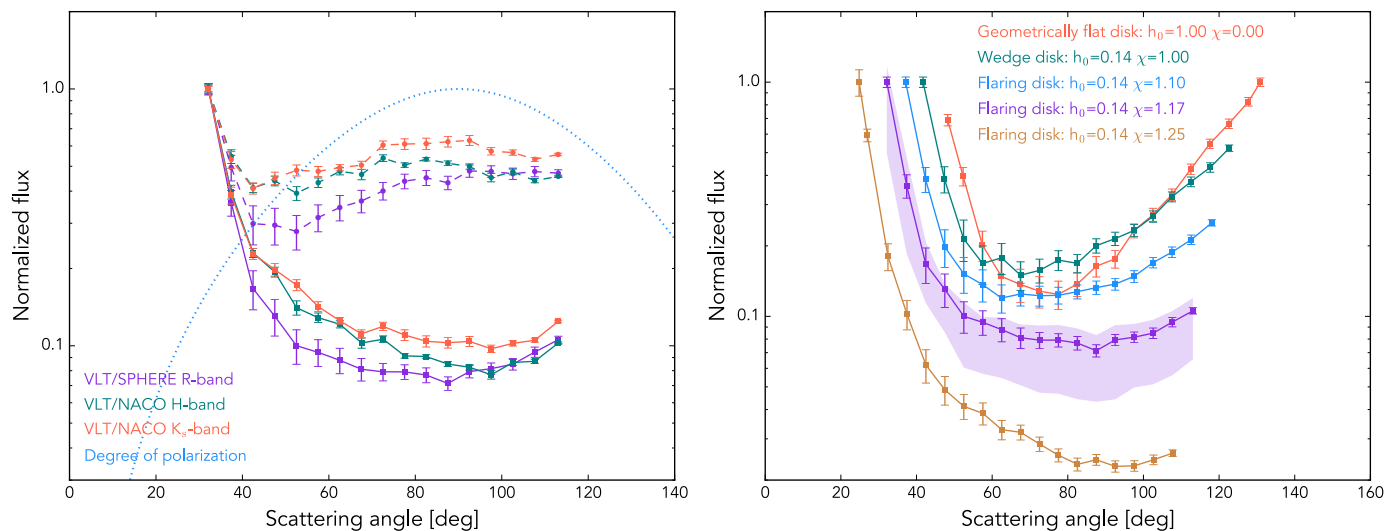 Normalized flux
1.0
0.1
VLT/SPHERE R-band
VLT/NACO H-band
VLT/NACO Kₛ-band
Degree of polarization
0 20 40 60 80 100 120 140
Scattering angle [deg]
Normalized flux
1.0
0.1
Geometrically flat disk: h₀=1.00 χ=0.00
Wedge disk: h₀=0.14 χ=1.00
Flaring disk: h₀=0.14 χ=1.10
Flaring disk: h₀=0.14 χ=1.17
Flaring disk: h₀=0.14 χ=1.25
0 20 40 60 80 100 120 140 160
Scattering angle [deg]